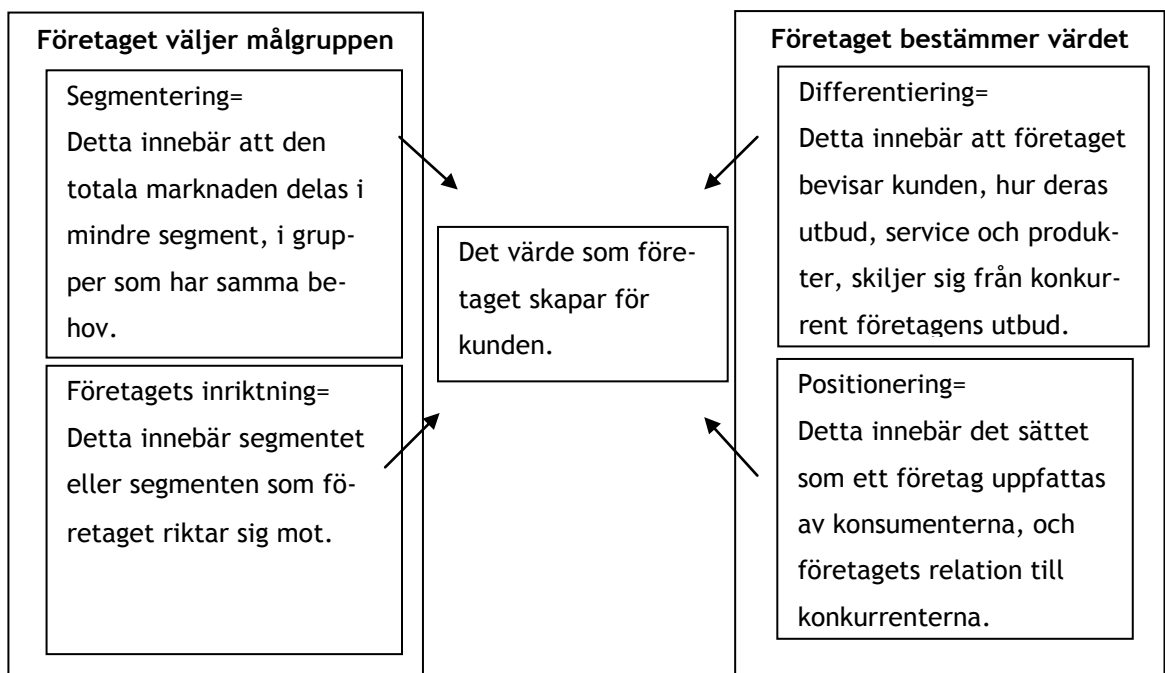 Företaget väljer målgruppen
Segmentering=
Detta innebär att den
totala marknaden delas i
mindre segment, i grup-
per som har samma be-
hov.
Företagets inriktning=
Detta innebär segmentet
eller segmenten som fö-
retaget riktar sig mot.
Det värde som före-
taget skapar för
kunden.
Företaget bestämmer värdet
Differentiering=
Detta innebär att företaget
bevisar kunden, hur deras
utbud, service och produk-
ter, skiljer sig från konkur-
rent företagens utbud.
Positionering=
Detta innebär det sättet
som ett företag uppfattas
av konsumenterna, och
företagets relation till
konkurrenterna.